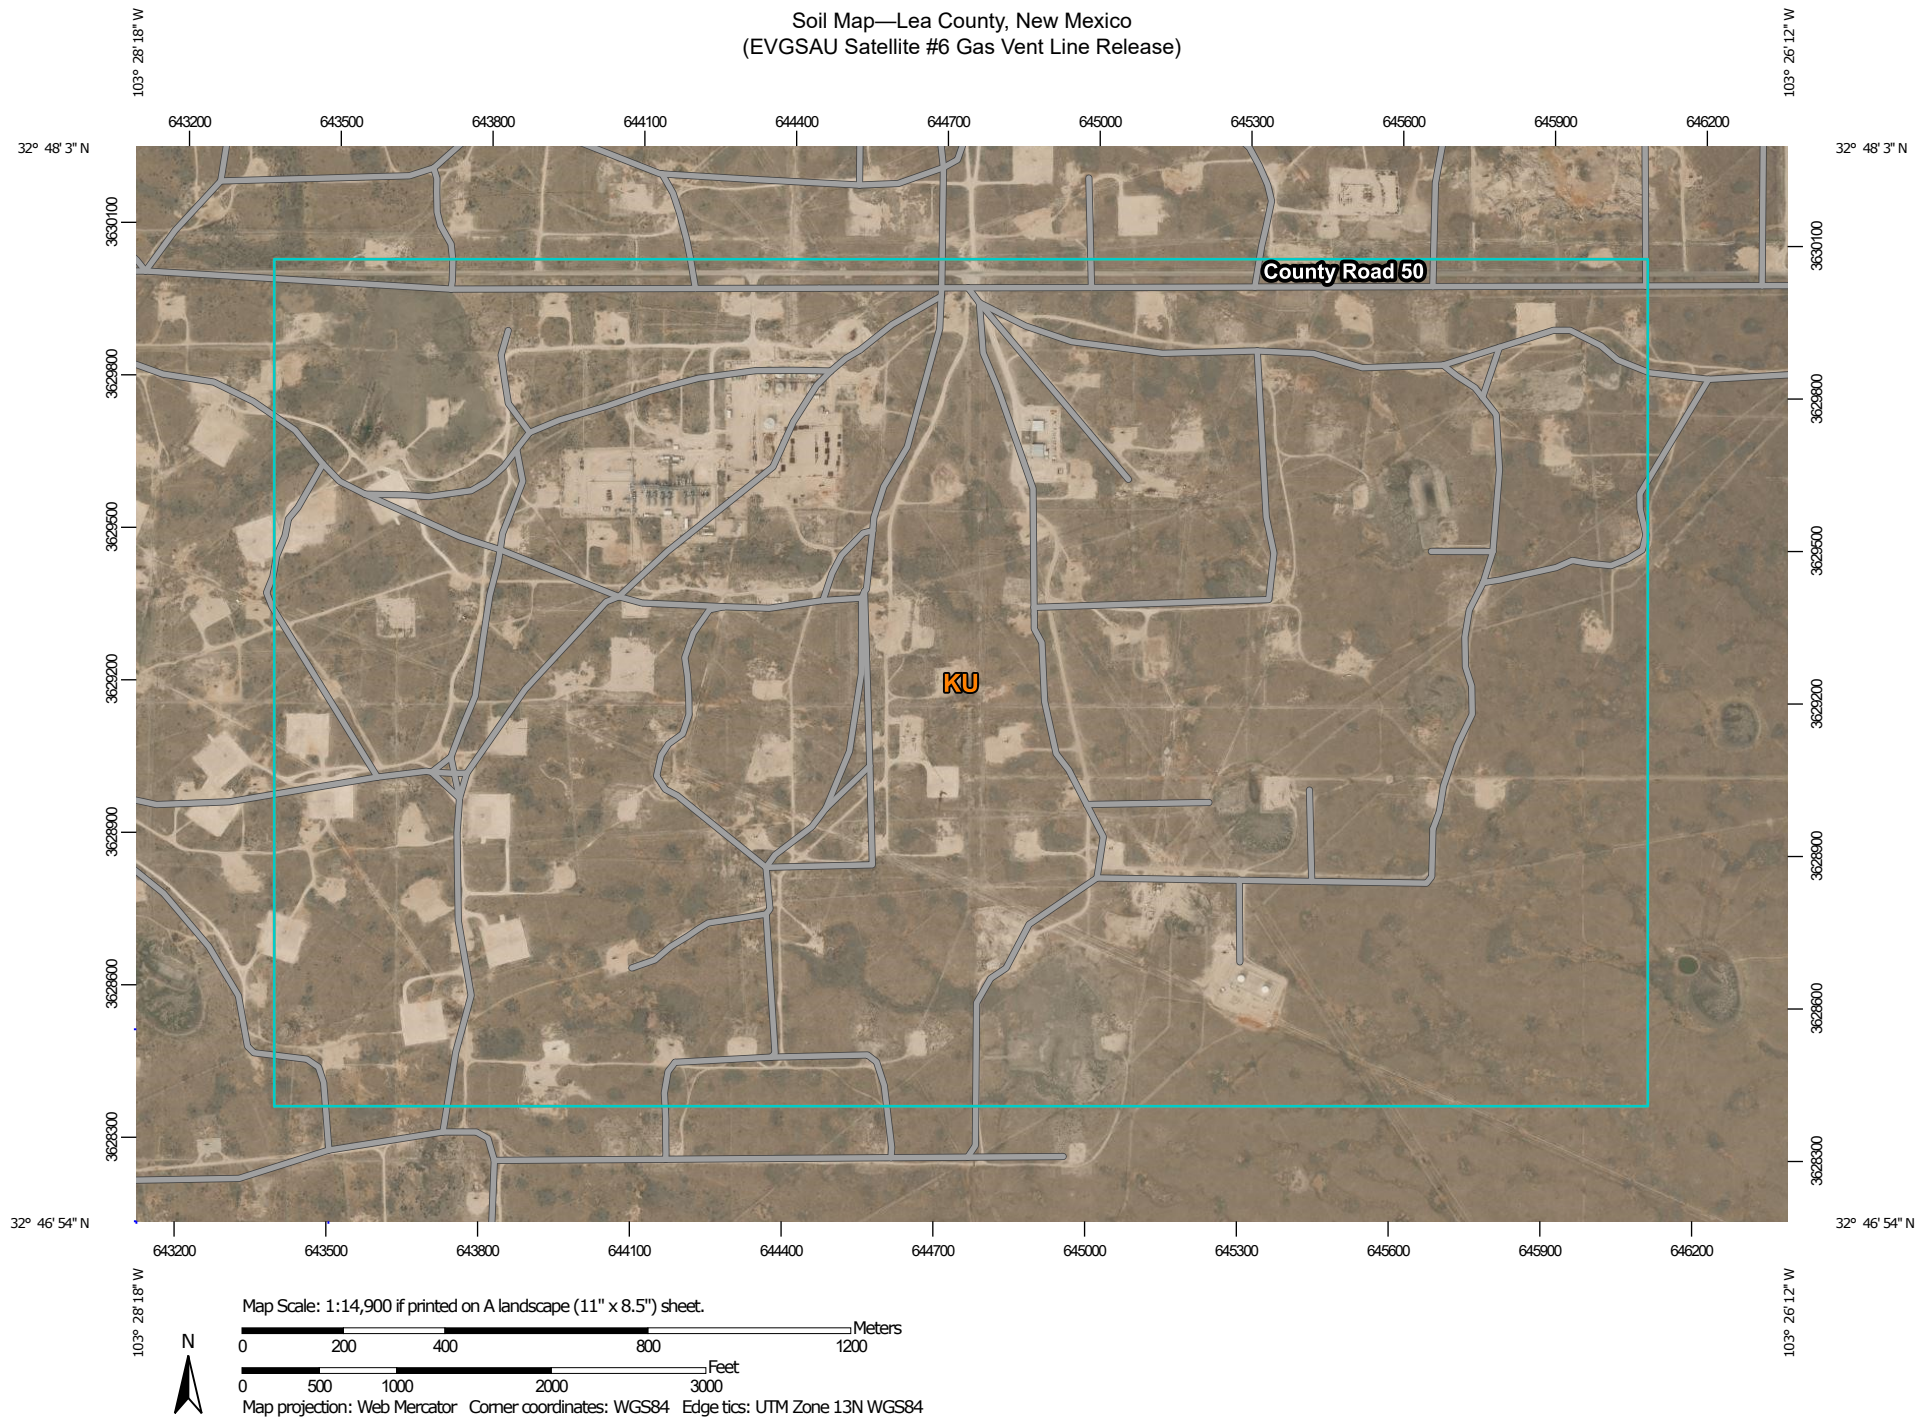 Soil Map—Lea County, New Mexico
(EVGSAU Satellite #6 Gas Vent Line Release)
103° 28' 18'' W
103° 26' 12'' W
643200 643500 643800 644100 644400 644700 645000 645300 645600 645900 646200
32° 48' 3'' N
32° 48' 3'' N
3630100
3630100
County Road 50
3629800
3629800
3629500
3629500
3629200
3629200
KU
3628900
3628900
3628600
3628600
3628300
3628300
32° 46' 54'' N
32° 46' 54'' N
643200 643500 643800 644100 644400 644700 645000 645300 645600 645900 646200
103° 28' 18'' W
103° 26' 12'' W
Map Scale: 1:14,900 if printed on A landscape (11" x 8.5") sheet.
N
Meters
0 200 400 800 1200
Feet
0 500 1000 2000 3000
Map projection: Web Mercator Corner coordinates: WGS84 Edge tics: UTM Zone 13N WGS84